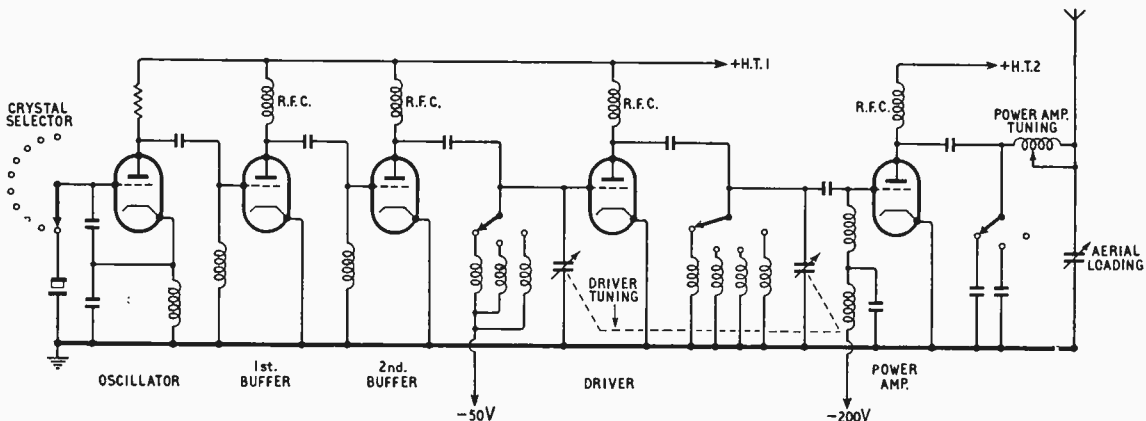 CRYSTAL
SELECTOR
R.F.C.
R.F.C.
R.F.C.
+H.T.1
R.F.C.
+H.T.2
POWER AMP.
TUNING
AERIAL
LOADING
DRIVER
TUNING
OSCILLATOR
1st.
BUFFER
2nd.
BUFFER
DRIVER
POWER
AMP.
-50V
-200V